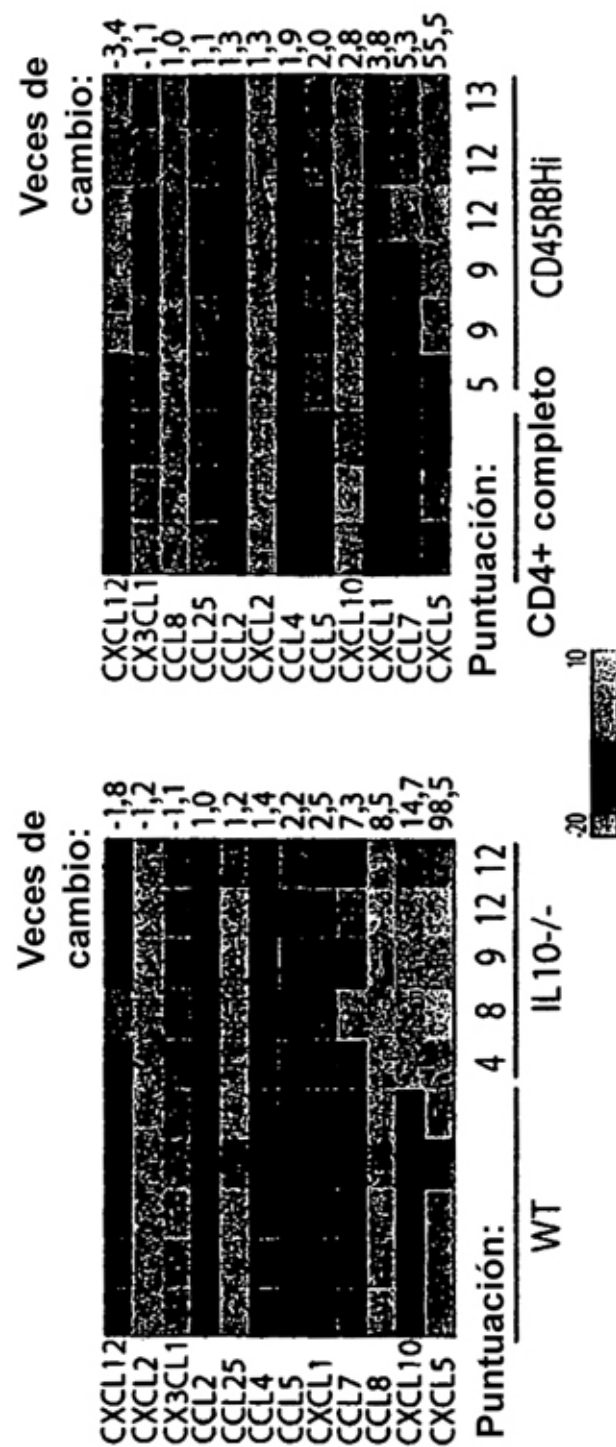 Veces de
cambio:
CXCL12 -1,8
CXCL2 -1,2
CX3CL1 -1,1
CCL2 1,0
CCL25 1,2
CCL4 1,4
CCL5 2,2
CXCL1 2,5
CCL7 7,3
CCL8 8,5
CXCL10 14,7
CXCL5 98,5
Puntuación: 4 8 9 12 12
WT IL10-/-
Veces de
cambio:
CXCL12 -3,4
CX3CL1 -1,1
CCL8 1,0
CCL25 1,1
CCL2 1,3
CXCL2 1,3
CCL4 1,9
CCL5 2,0
CXCL10 2,8
CXCL1 3,8
CCL7 5,3
CXCL5 55,5
Puntuación: 5 9 9 12 12 13
CD4+ completo CD45RBHi
-20 10